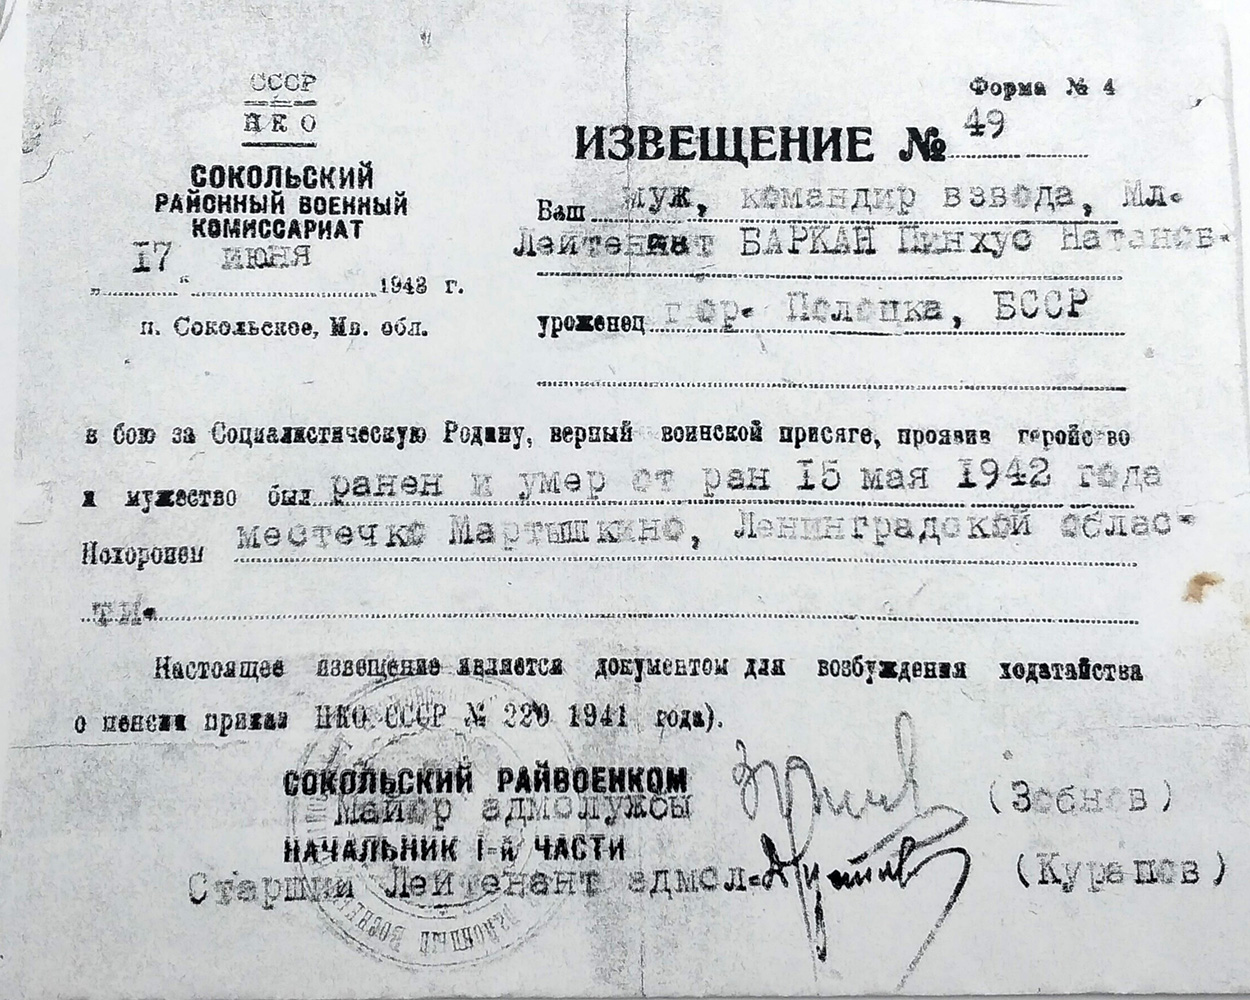 СССР
НКО
СОКОЛЬСКИЙ
РАЙОННЫЙ ВОЕННЫЙ
КОМИССАРИАТ
17 июня
„ “ 1943 г.
п. Сокольское, Ив. обл.
Форма № 4
ИЗВЕЩЕНИЕ № 49
Ваш муж, командир взвода, Мл.
Лейтенант БАРКАН Пинхус Натанов-
уроженец гор. Полоцка, БССР
в бою за Социалистическую Родину, верный воинской присяге, проявив геройство
и мужество был ранен и умер от ран 15 мая 1942 года
Похоронен местечко Мартышкино, Ленинградской облас-
ти.
Настоящее извещение является документом для возбуждения ходатайства
о пенсии приказ НКО СССР № 220 1941 года).
СОКОЛЬСКИЙ РАЙВОЕНКОМ
Майор адмслужбы (Зобнов)
НАЧАЛЬНИК 1-й ЧАСТИ
Старший Лейтенант адмсл- (Курапов)
РАЙОННЫЙ ВОЕНН